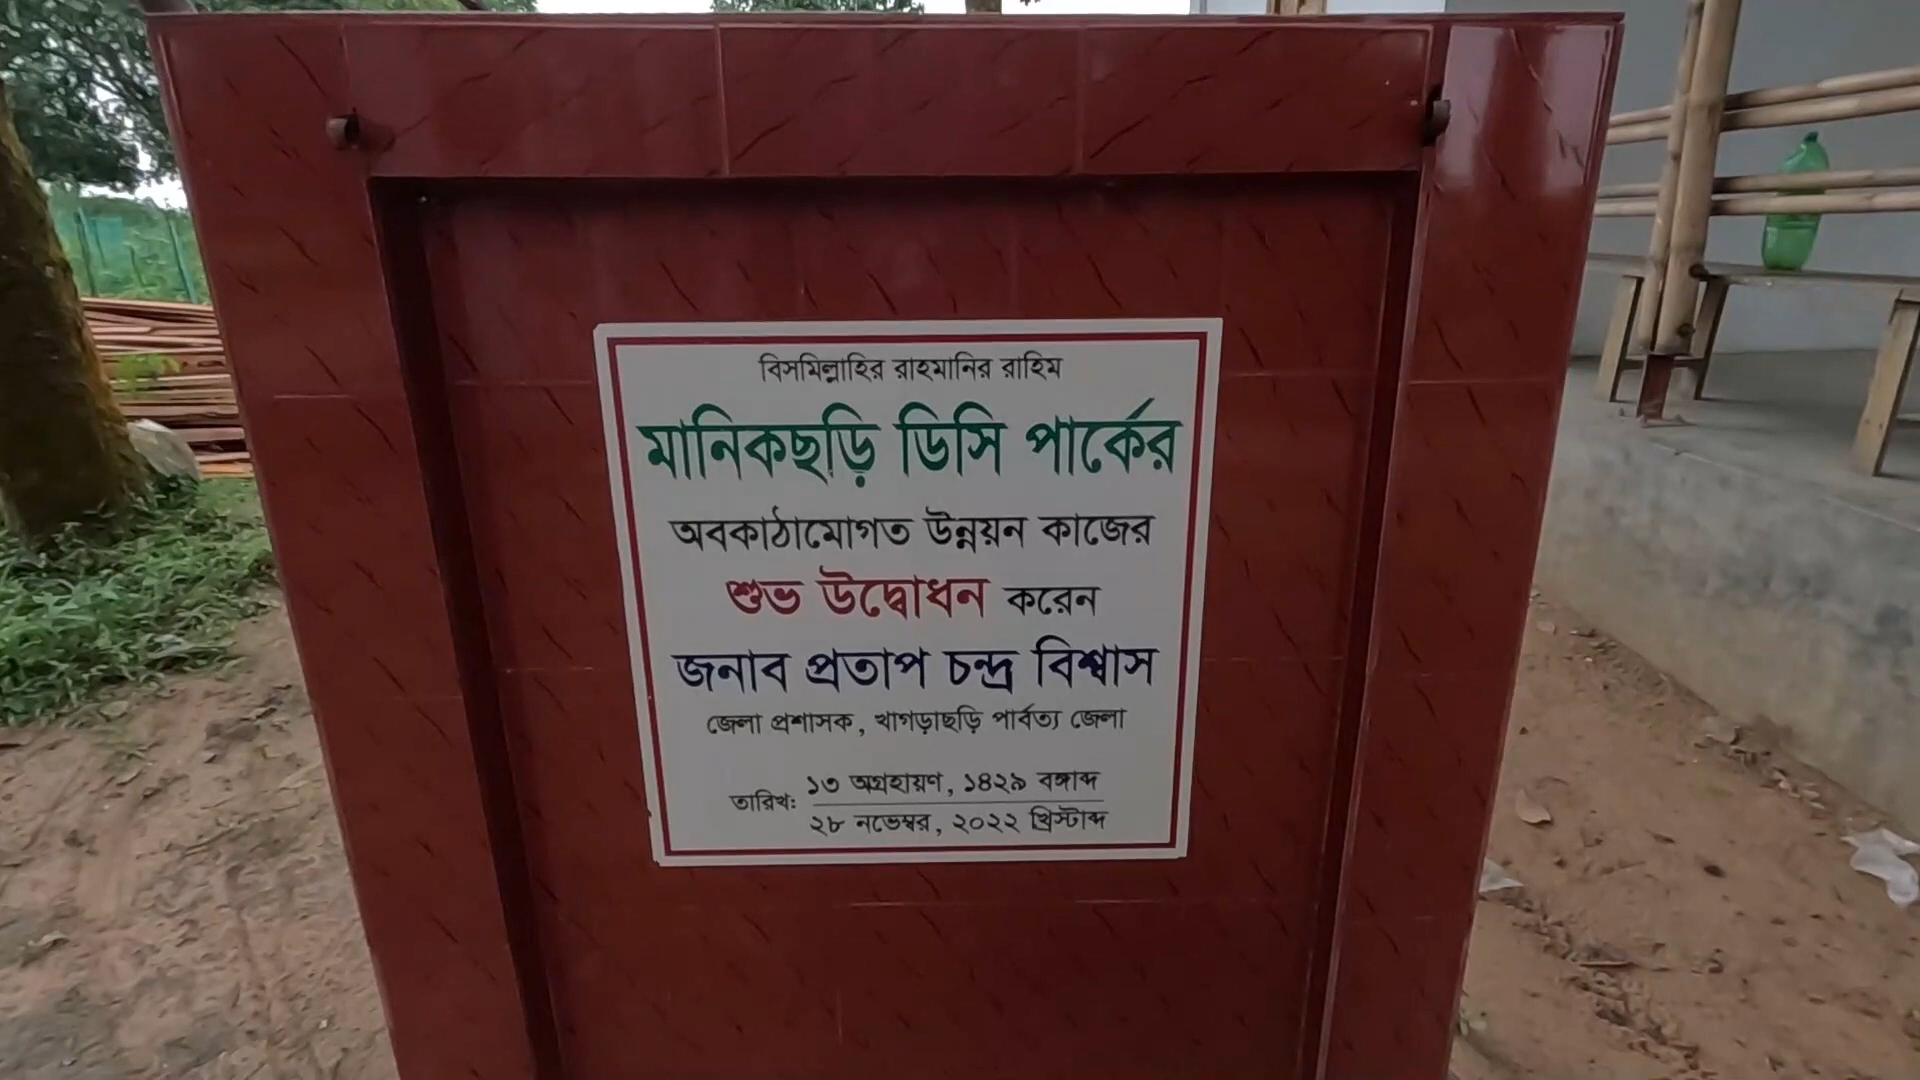 বিসমিল্লাহির রাহমানির রাহিম
মানিকছড়ি ডিসি পার্কের
অবকাঠামোগত উন্নয়ন কাজের
শুভ উদ্বোধন করেন
জনাব প্রতাপ চন্দ্র বিশ্বাস
জেলা প্রশাসক, খাগড়াছড়ি পার্বত্য জেলা
তারিখ: ১৩ অগ্রহায়ণ, ১৪২৯ বঙ্গাব্দ
২৮ নভেম্বর, ২০২২ খ্রিস্টাব্দ